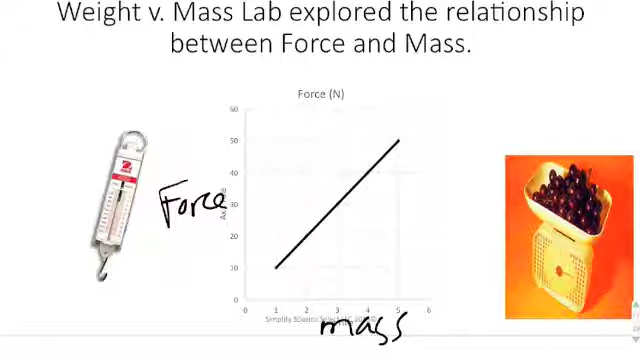 Weight v. Mass Lab explored the relationship
between Force and Mass.
Force (N)
60
50
40
30
20
10
0
Force
0 1 2 3 4 5 6
mass